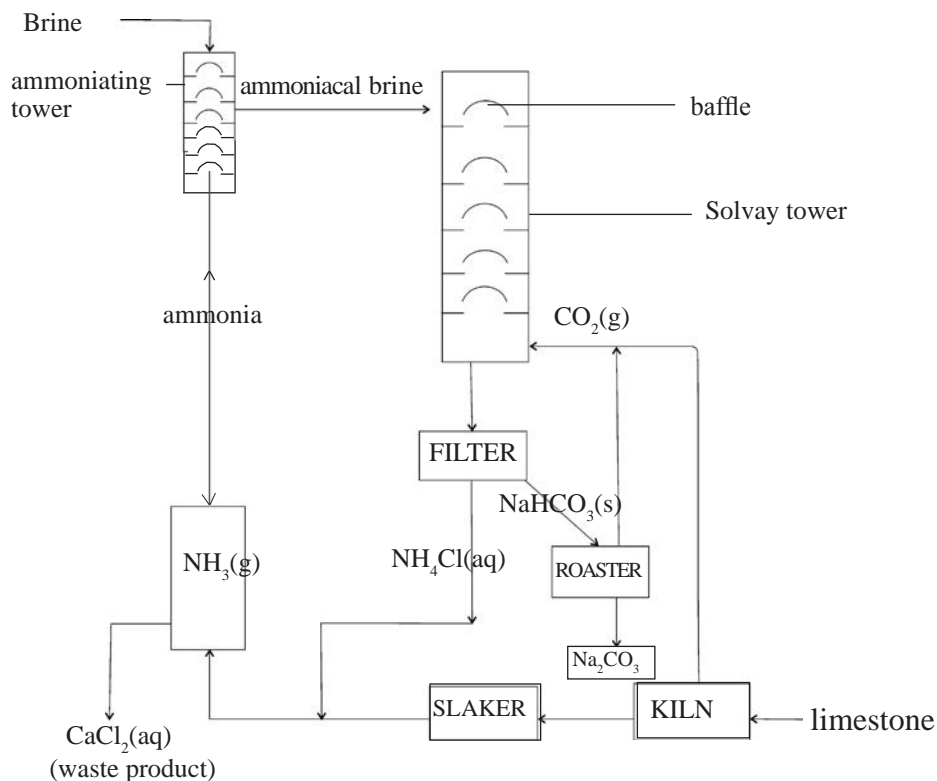 Brine
ammoniating
tower
ammoniacal brine
baffle
Solvay tower
ammonia
CO₂(g)
FILTER
NaHCO₃(s)
NH₃(g)
NH₄Cl(aq)
ROASTER
Na₂CO₃
SLAKER
KILN
limestone
CaCl₂(aq)
(waste product)